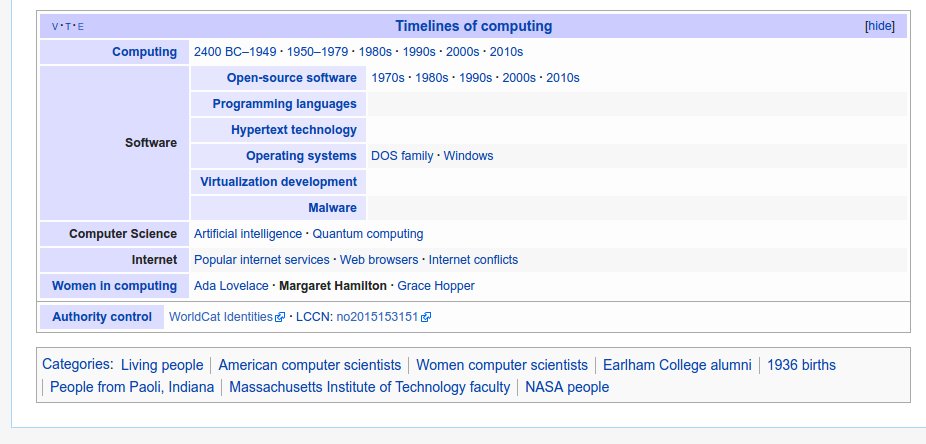 V · T · E Timelines of computing [hide]
Computing 2400 BC–1949 · 1950–1979 · 1980s · 1990s · 2000s · 2010s
Software
Open-source software 1970s · 1980s · 1990s · 2000s · 2010s
Programming languages
Hypertext technology
Operating systems DOS family · Windows
Virtualization development
Malware
Computer Science Artificial intelligence · Quantum computing
Internet Popular internet services · Web browsers · Internet conflicts
Women in computing Ada Lovelace · Margaret Hamilton · Grace Hopper
Authority control WorldCat Identities · LCCN: no2015153151
Categories: Living people | American computer scientists | Women computer scientists | Earlham College alumni | 1936 births
| People from Paoli, Indiana | Massachusetts Institute of Technology faculty | NASA people